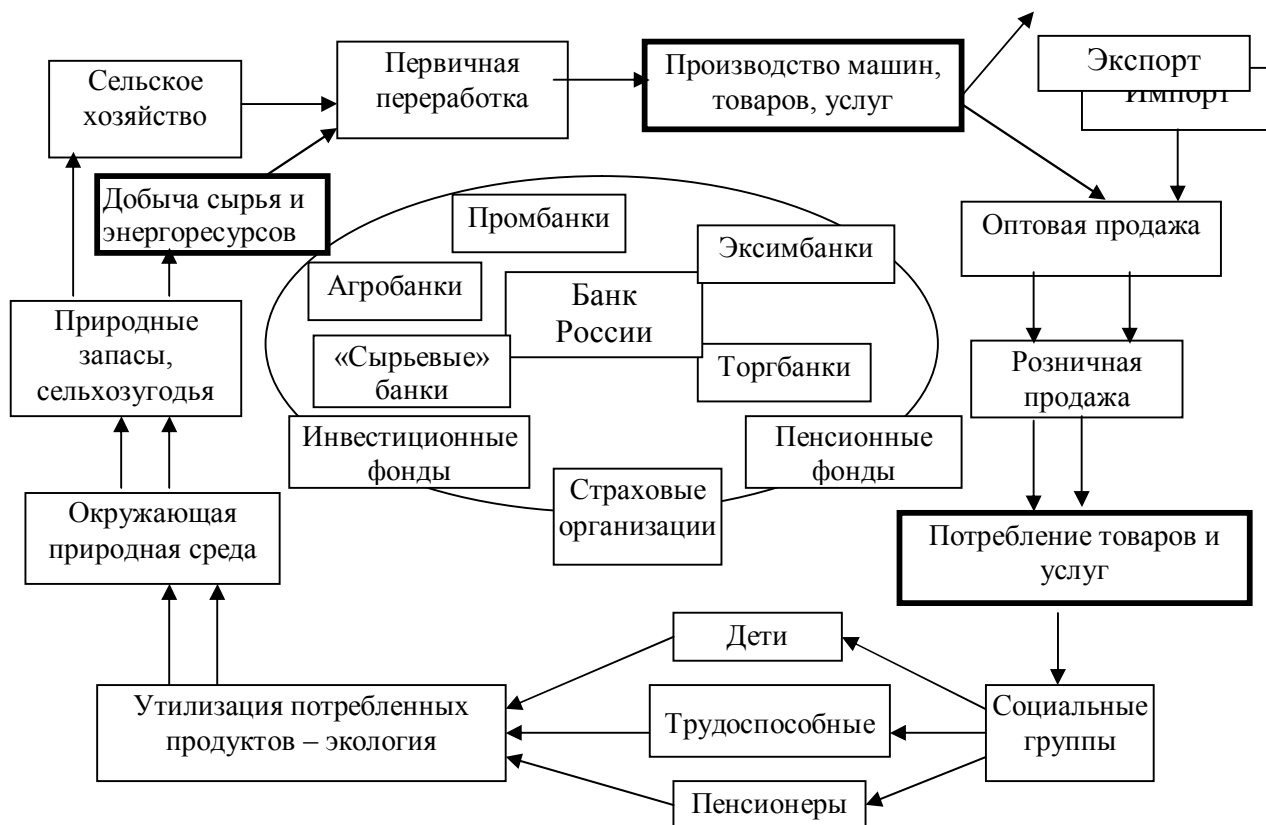 Экспорт
Импорт
Сельское
хозяйство
Первичная
переработка
Производство машин,
товаров, услуг
Добыча сырья и
энергоресурсов
Промбанки
Эксимбанки
Оптовая продажа
Агробанки
Банк
России
Природные
запасы,
сельхозугодья
«Сырьевые»
банки
Торгбанки
Розничная
продажа
Инвестиционные
фонды
Пенсионные
фонды
Страховые
организации
Окружающая
природная среда
Потребление товаров и
услуг
Дети
Утилизация потребленных
продуктов – экология
Трудоспособные
Социальные
группы
Пенсионеры